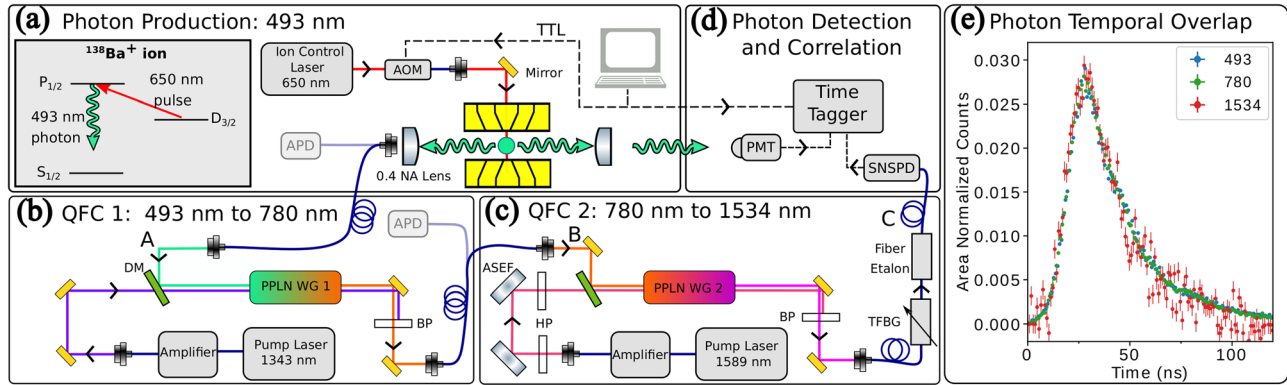 (a) Photon Production: 493 nm
¹³⁸Ba⁺ ion
P₁/₂
650 nm
pulse
493 nm
photon
D₃/₂
S₁/₂
Ion Control
Laser
650 nm
AOM
TTL
Mirror
APD
0.4 NA Lens
(d) Photon Detection
and Correlation
Time
Tagger
PMT
SNSPD
(b) QFC 1: 493 nm to 780 nm
A
DM
PPLN WG 1
APD
BP
Amplifier
Pump Laser
1343 nm
(c) QFC 2: 780 nm to 1534 nm
B
ASEF
PPLN WG 2
HP
BP
Amplifier
Pump Laser
1589 nm
C
Fiber
Etalon
TFBG
(e) Photon Temporal Overlap
493
780
1534
Area Normalized Counts
0.030
0.025
0.020
0.015
0.010
0.005
0.000
0
50
100
Time (ns)